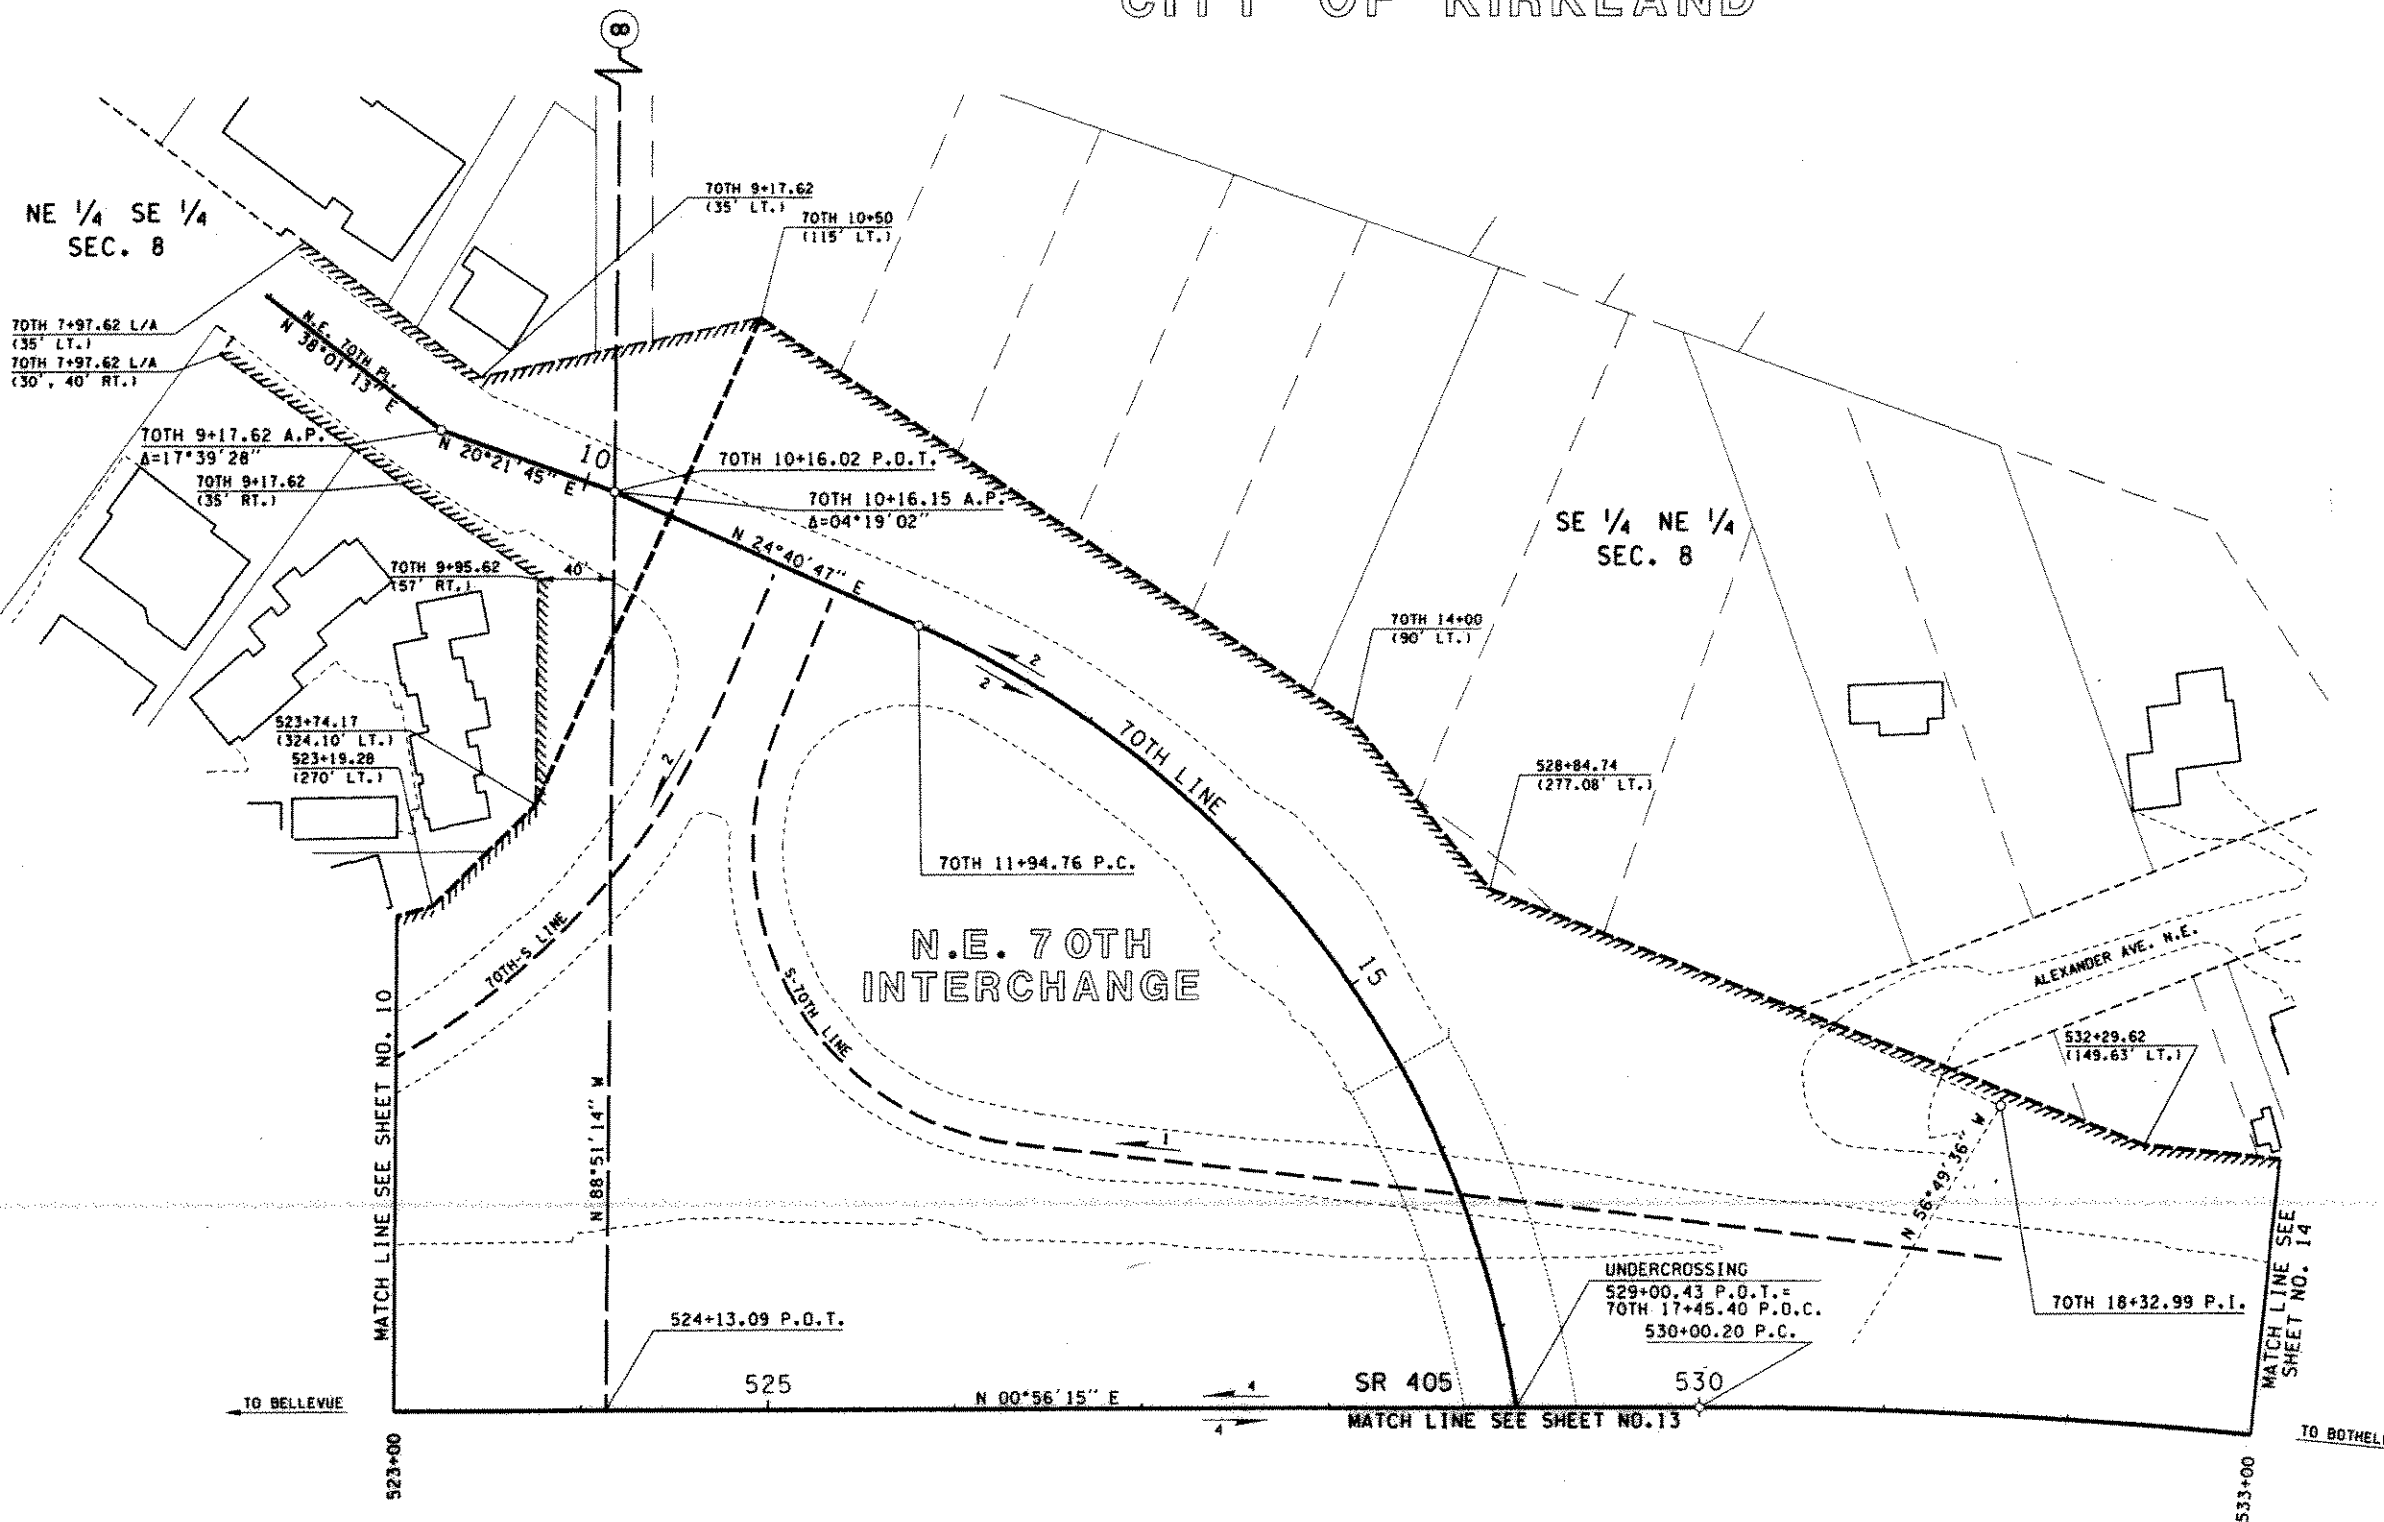 CITY OF KIRKLAND
8
NE 1/4 SE 1/4
SEC. 8
70TH 9+17.62
(35' LT.)
70TH 10+50
(115' LT.)
70TH 7+97.62 L/A
(35' LT.)
70TH 7+97.62 L/A
(30', 40' RT.)
N.E. 70TH PL.
N 38°01'13" E
70TH 9+17.62 A.P.
Δ=17°39'28"
70TH 9+17.62
(35' RT.)
N 20°21'45" E
10
70TH 10+16.02 P.O.T.
70TH 10+16.15 A.P.
Δ=04°19'02"
N 24°40'47" E
70TH 9+95.62
(57' RT.)
40'
SE 1/4 NE 1/4
SEC. 8
70TH 14+00
(90' LT.)
2
2
2
70TH LINE
523+74.17
(324.10' LT.)
523+19.28
(270' LT.)
528+84.74
(277.08' LT.)
70TH 11+94.76 P.C.
70TH-S LINE
N.E. 70TH
INTERCHANGE
S-70TH LINE
15
ALEXANDER AVE. N.E.
532+29.62
(149.63' LT.)
MATCH LINE SEE SHEET NO. 10
N 88°51'14" W
1
N 56°49'36" W
70TH 18+32.99 P.I.
UNDERCROSSING
529+00.43 P.O.T.=
70TH 17+45.40 P.O.C.
530+00.20 P.C.
MATCH LINE SEE
SHEET NO. 14
524+13.09 P.O.T.
TO BELLEVUE
525
N 00°56'15" E
4
4
SR 405
530
MATCH LINE SEE SHEET NO.13
TO BOTHEL
523+00
533+00